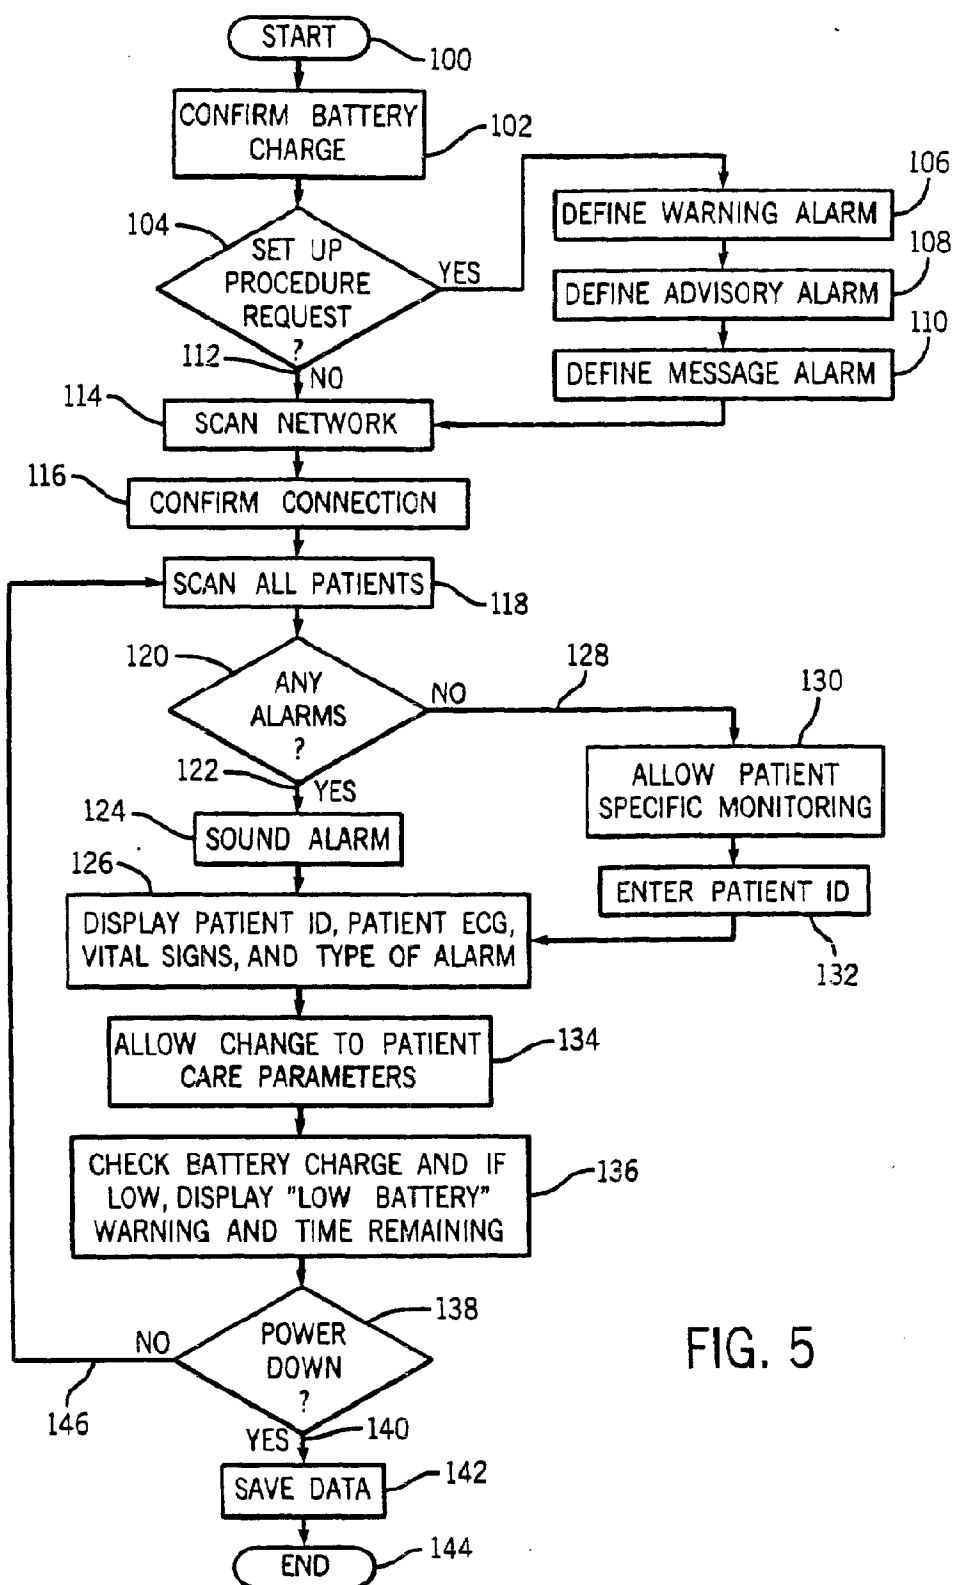 START
100
CONFIRM BATTERY
CHARGE
102
104
SET UP
PROCEDURE
REQUEST
?
YES
106
DEFINE WARNING ALARM
108
DEFINE ADVISORY ALARM
110
DEFINE MESSAGE ALARM
112
NO
114
SCAN NETWORK
116
CONFIRM CONNECTION
SCAN ALL PATIENTS
118
120
ANY
ALARMS
?
NO
128
130
ALLOW PATIENT
SPECIFIC MONITORING
122
YES
124
SOUND ALARM
ENTER PATIENT ID
132
126
DISPLAY PATIENT ID, PATIENT ECG,
VITAL SIGNS, AND TYPE OF ALARM
ALLOW CHANGE TO PATIENT
CARE PARAMETERS
134
CHECK BATTERY CHARGE AND IF
LOW, DISPLAY "LOW BATTERY"
WARNING AND TIME REMAINING
136
138
POWER
DOWN
?
NO
146
YES
140
SAVE DATA
142
END
144
FIG. 5